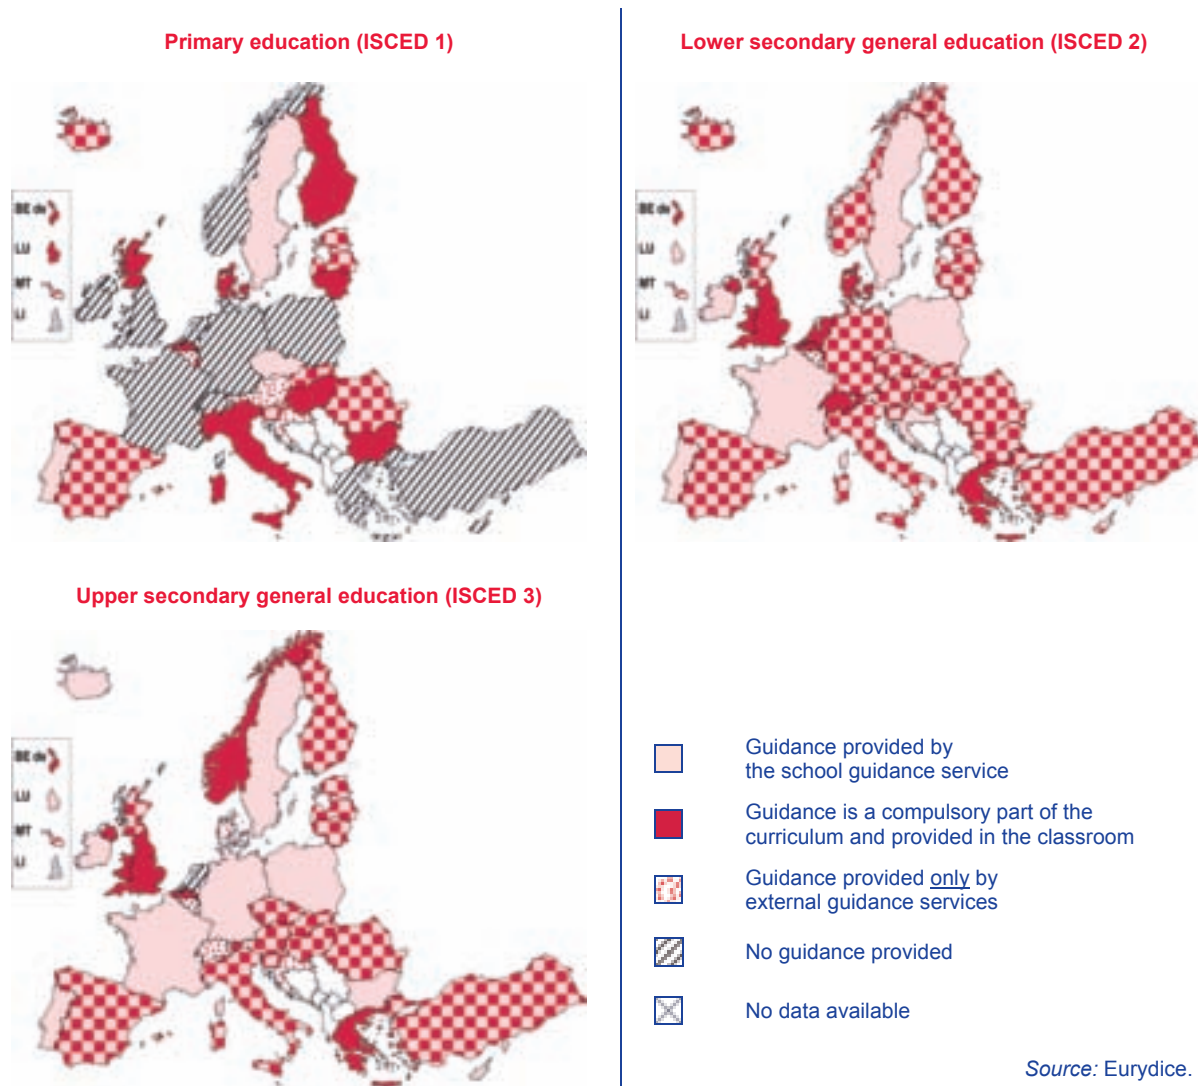 Primary education (ISCED 1)
BE de
LU
MT
LI
Lower secondary general education (ISCED 2)
BE de
LU
MT
LI
Upper secondary general education (ISCED 3)
BE de
LU
MT
LI
Guidance provided by
the school guidance service
Guidance is a compulsory part of the
curriculum and provided in the classroom
Guidance provided only by
external guidance services
No guidance provided
No data available
Source: Eurydice.